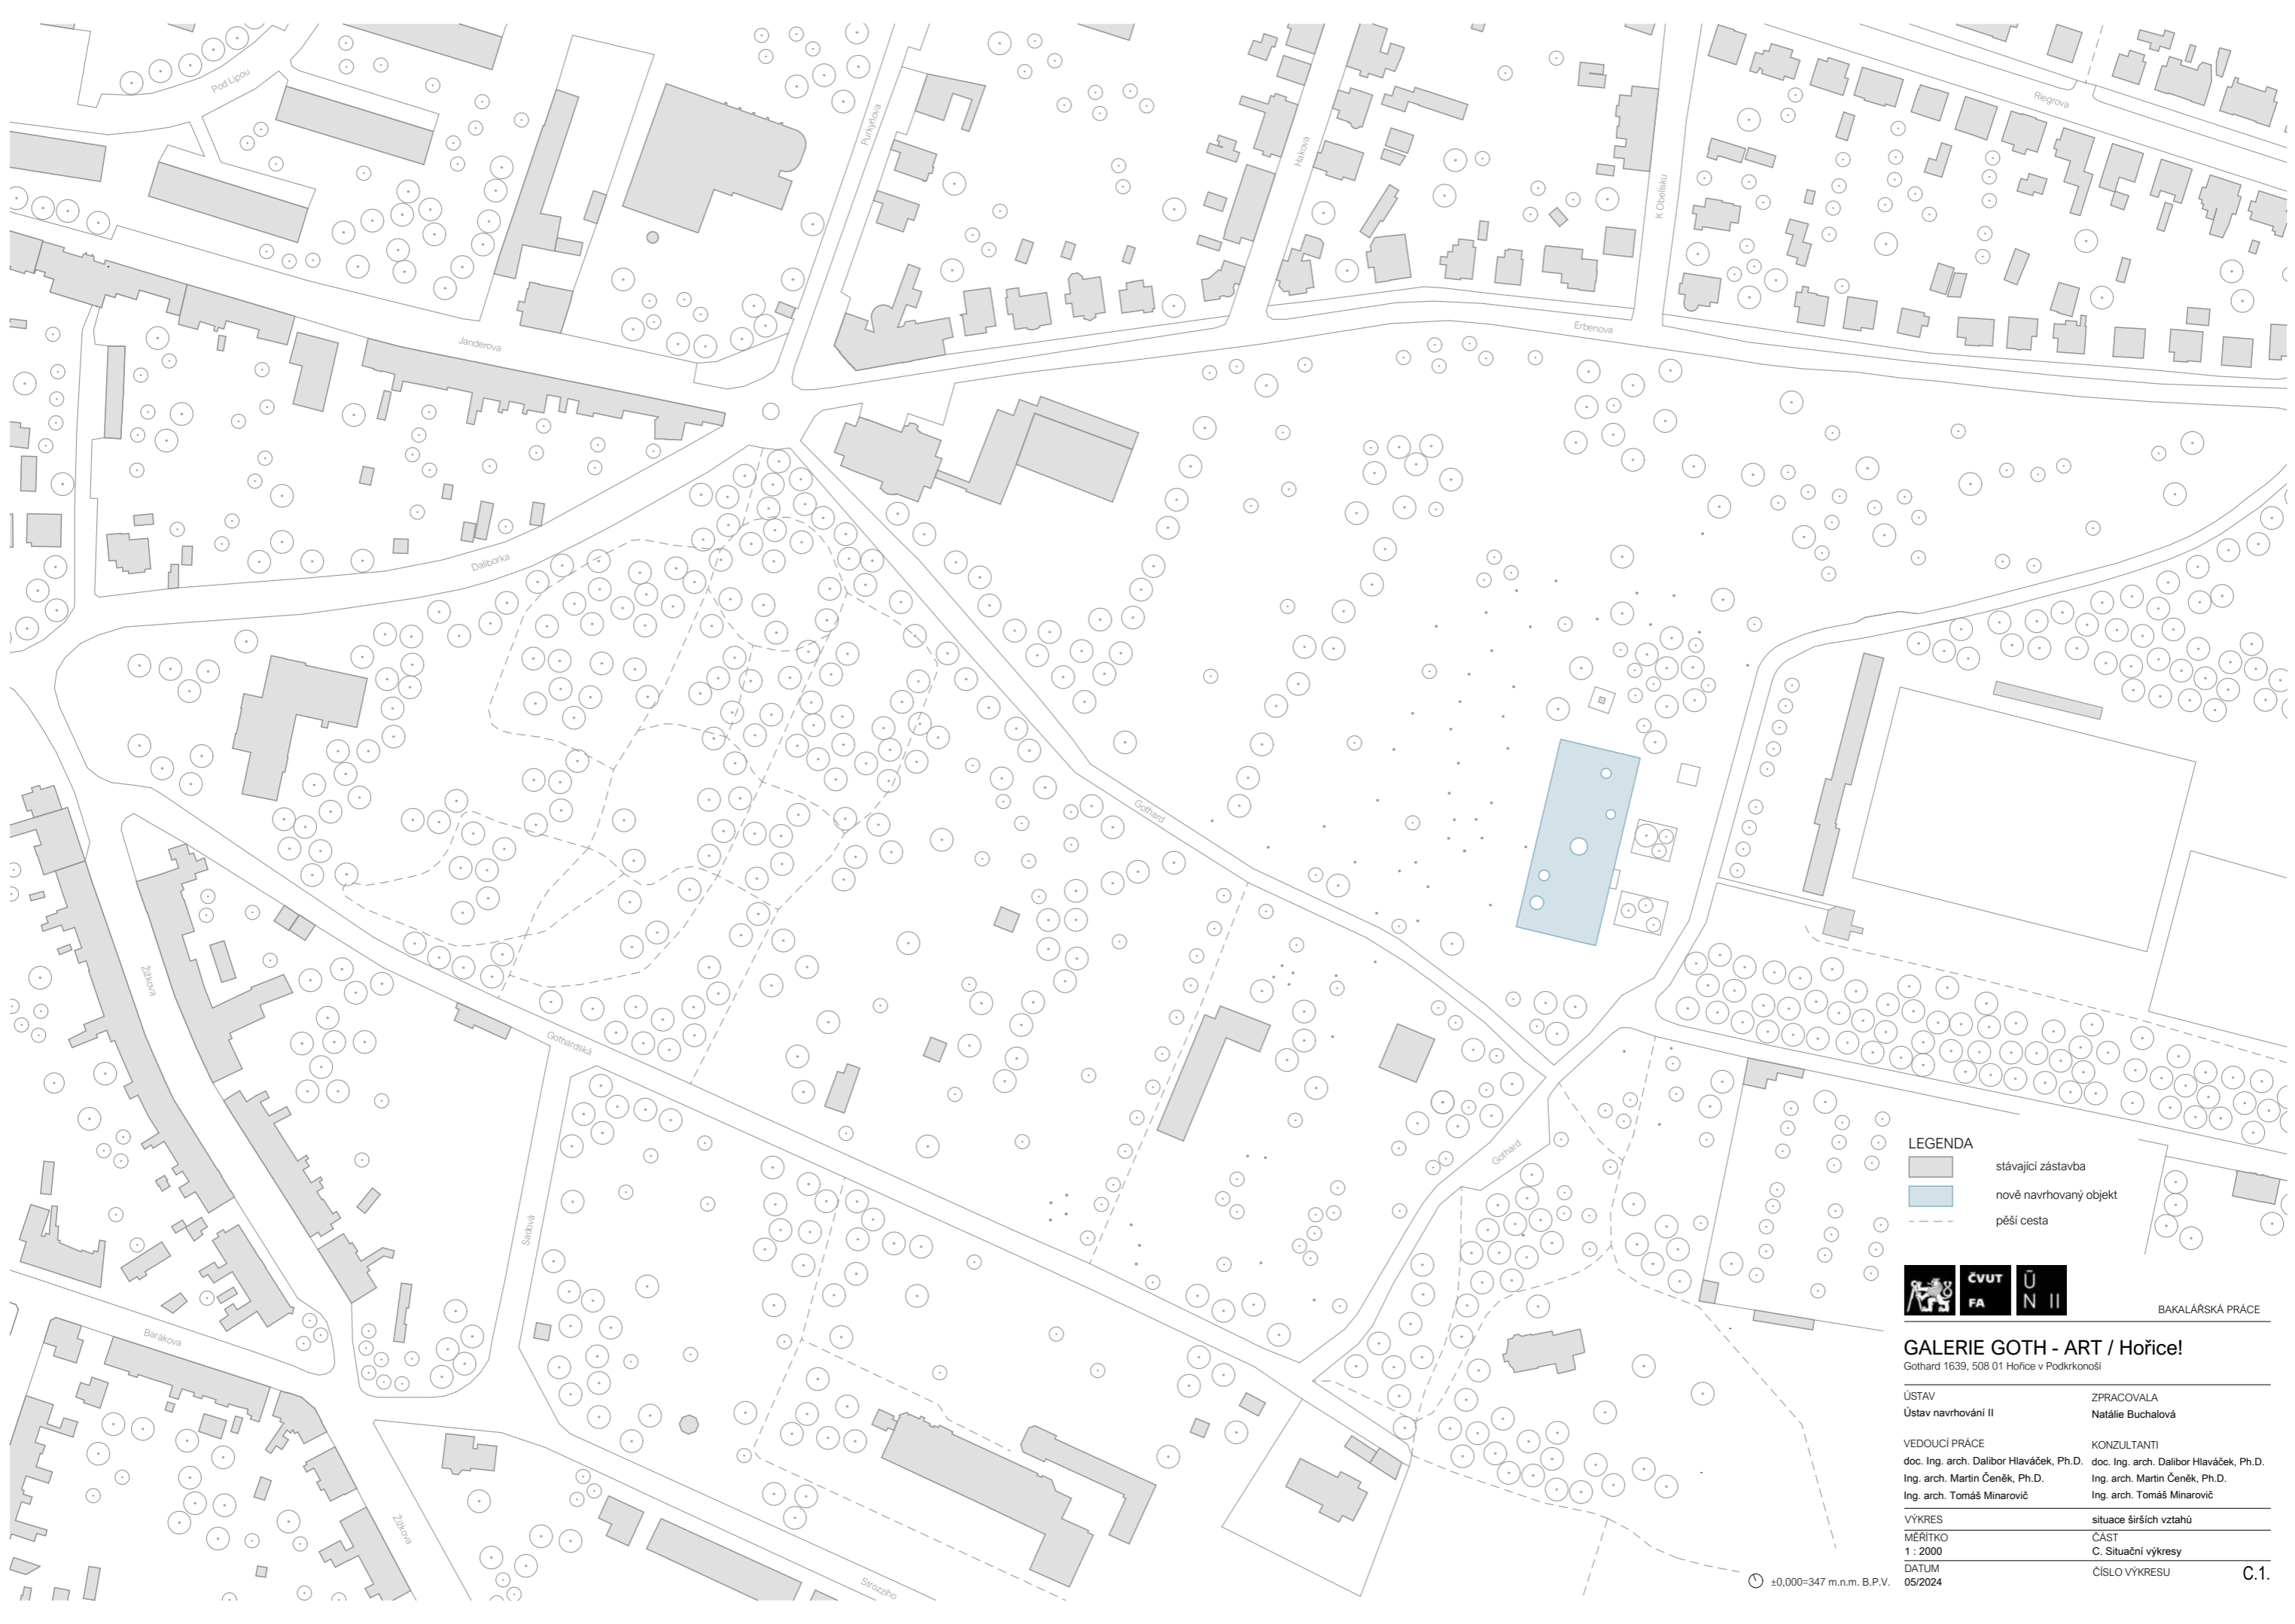 Pod Lipou
Purkyňova
Hakova
K Obelisku
Riegrova
Janderova
Erbenova
Daliborka
Gothard
Žižkova
Gothardská
Sadová
Gothard
Barákova
Žižkova
Strozziho
LEGENDA
stávající zástavba
nově navrhovaný objekt
pěší cesta
ČVUT
FA
Ū
N II
BAKALÁŘSKÁ PRÁCE
GALERIE GOTH - ART / Hořice!
Gothard 1639, 508 01 Hořice v Podkrkonoší
ÚSTAV
Ústav navrhování II
ZPRACOVALA
Natálie Buchalová
VEDOUCÍ PRÁCE
doc. Ing. arch. Dalibor Hlaváček, Ph.D.
Ing. arch. Martin Čeněk, Ph.D.
Ing. arch. Tomáš Minarovič
KONZULTANTI
doc. Ing. arch. Dalibor Hlaváček, Ph.D.
Ing. arch. Martin Čeněk, Ph.D.
Ing. arch. Tomáš Minarovič
VÝKRES
situace širších vztahů
MĚŘÍTKO
1 : 2000
ČÁST
C. Situační výkresy
DATUM
05/2024
ČÍSLO VÝKRESU
C.1.
±0,000=347 m.n.m. B.P.V.